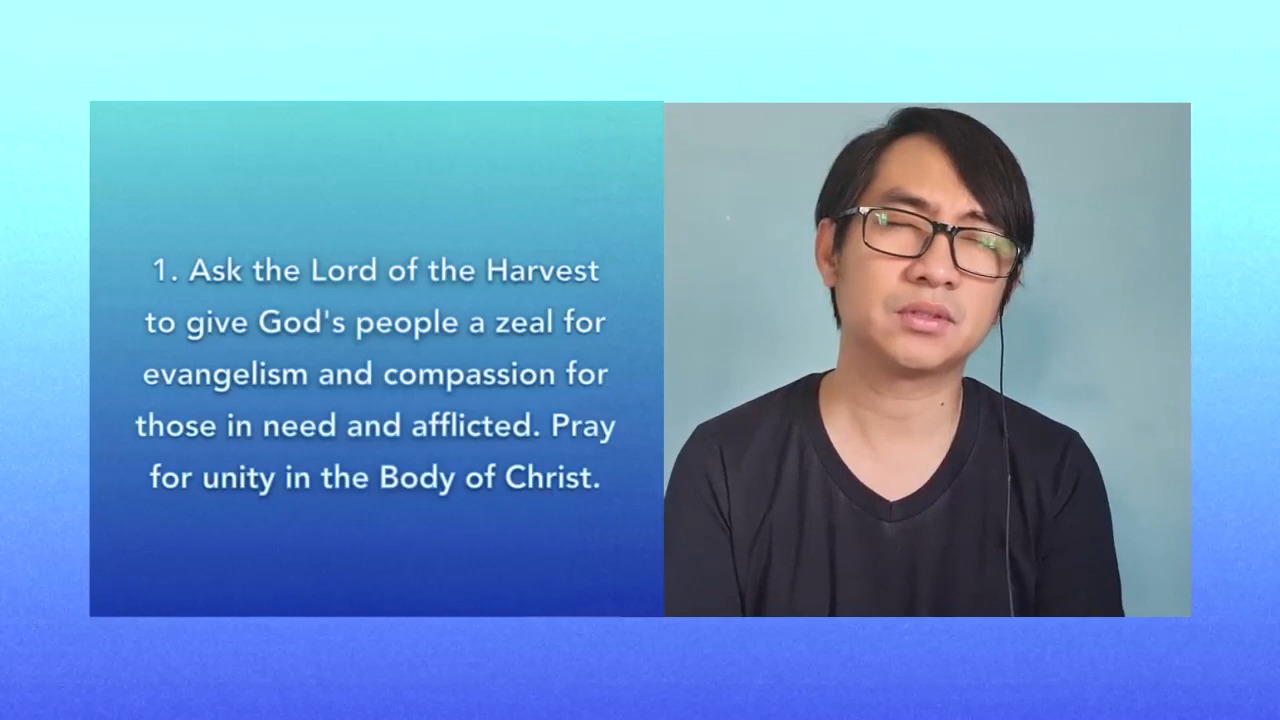 1. Ask the Lord of the Harvest
to give God's people a zeal for
evangelism and compassion for
those in need and afflicted. Pray
for unity in the Body of Christ.